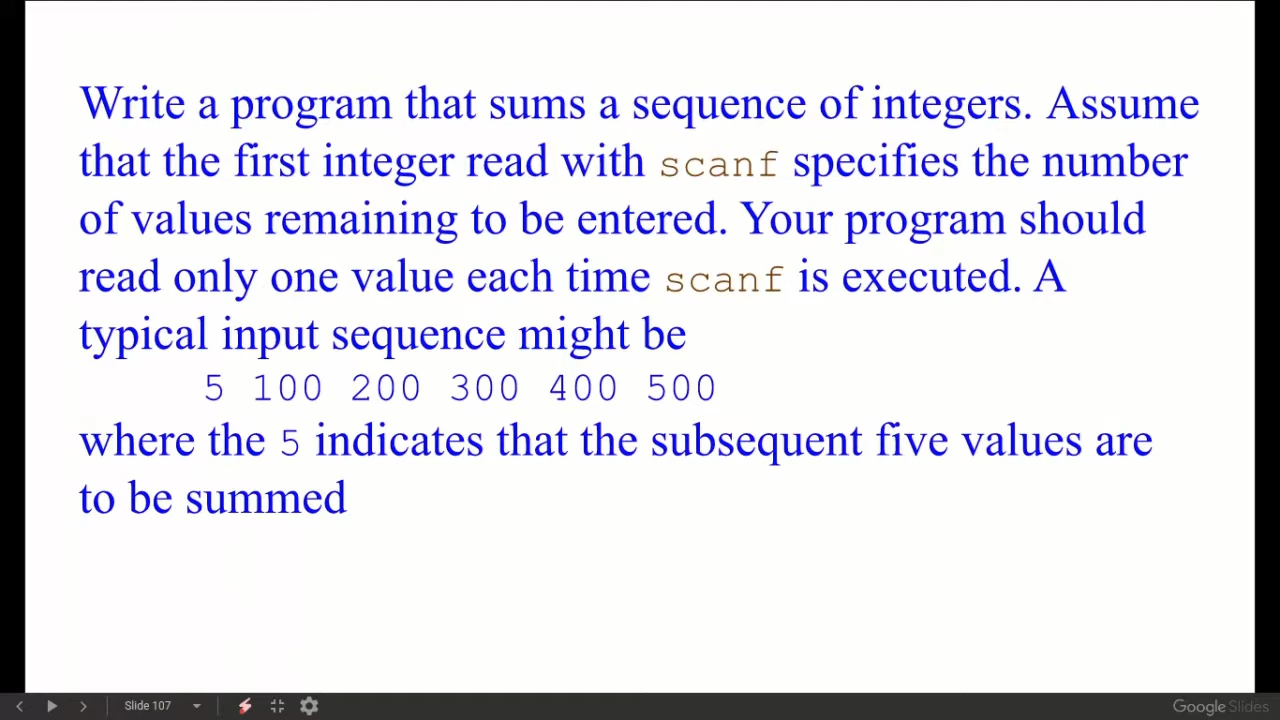 Write a program that sums a sequence of integers. Assume
that the first integer read with scanf specifies the number
of values remaining to be entered. Your program should
read only one value each time scanf is executed. A
typical input sequence might be
5 100 200 300 400 500
where the 5 indicates that the subsequent five values are
to be summed
Slide 107
Google Slides